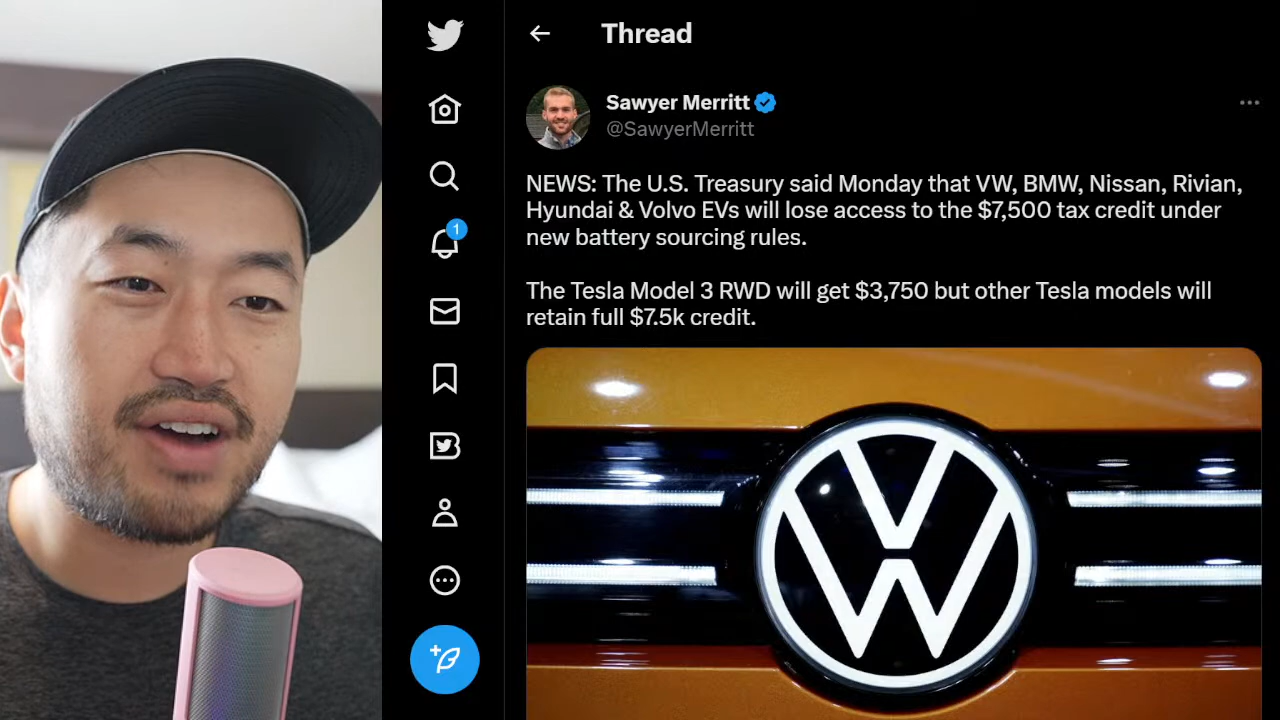 Thread
Sawyer Merritt
@SawyerMerritt
1
NEWS: The U.S. Treasury said Monday that VW, BMW, Nissan, Rivian,
Hyundai & Volvo EVs will lose access to the $7,500 tax credit under
new battery sourcing rules.
The Tesla Model 3 RWD will get $3,750 but other Tesla models will
retain full $7.5k credit.